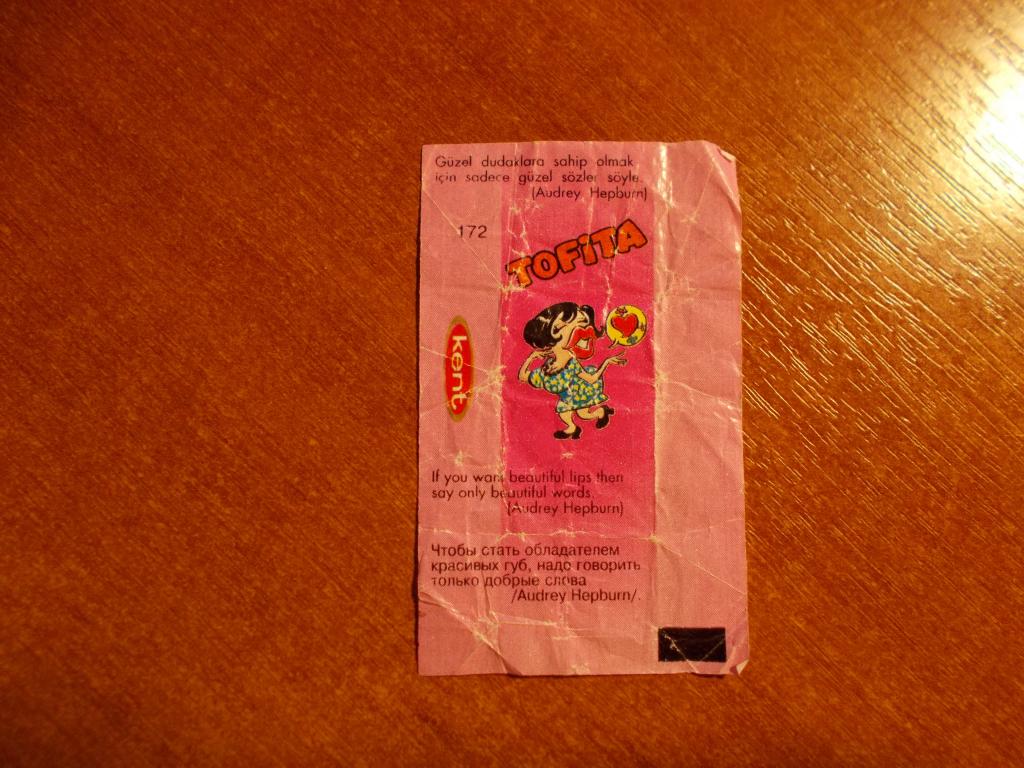 Güzel dudaklara sahip olmak
için sadece güzel sözler söyle.
(Audrey Hepburn)
172
TOFiTA
kent
If you want beautiful lips then
say only beautiful words.
(Audrey Hepburn)
Чтобы стать обладателем
красивых губ, надо говорить
только добрые слова
/Audrey Hepburn/.